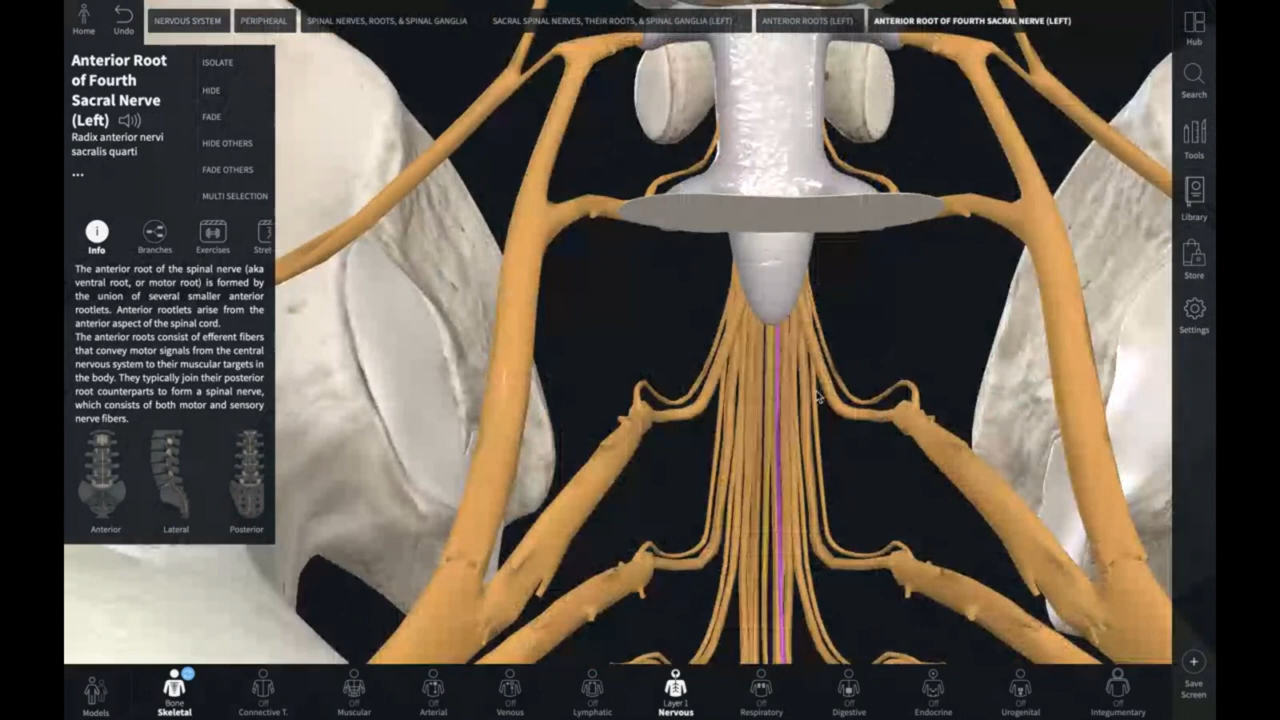 Home
Undo
NERVOUS SYSTEM
PERIPHERAL
SPINAL NERVES, ROOTS, & SPINAL GANGLIA
SACRAL SPINAL NERVES, THEIR ROOTS, & SPINAL GANGLIA (LEFT)
ANTERIOR ROOTS (LEFT)
ANTERIOR ROOT OF FOURTH SACRAL NERVE (LEFT)
Anterior Root
of Fourth
Sacral Nerve
(Left)
Radix anterior nervi
sacralis quarti
...
ISOLATE
HIDE
FADE
HIDE OTHERS
FADE OTHERS
MULTI SELECTION
Info
Branches
Exercises
Stret
The anterior root of the spinal nerve (aka
ventral root, or motor root) is formed by
the union of several smaller anterior
rootlets. Anterior rootlets arise from the
anterior aspect of the spinal cord.
The anterior roots consist of efferent fibers
that convey motor signals from the central
nervous system to their muscular targets in
the body. They typically join their posterior
root counterparts to form a spinal nerve,
which consists of both motor and sensory
nerve fibers.
Anterior
Lateral
Posterior
Hub
Search
Tools
Library
Store
Settings
Save
Screen
Models
Bone
Skeletal
Off
Connective T.
Off
Muscular
Off
Arterial
Off
Venous
Off
Lymphatic
Layer 1
Nervous
Off
Respiratory
Off
Digestive
Off
Endocrine
Off
Urogenital
Off
Integumentary